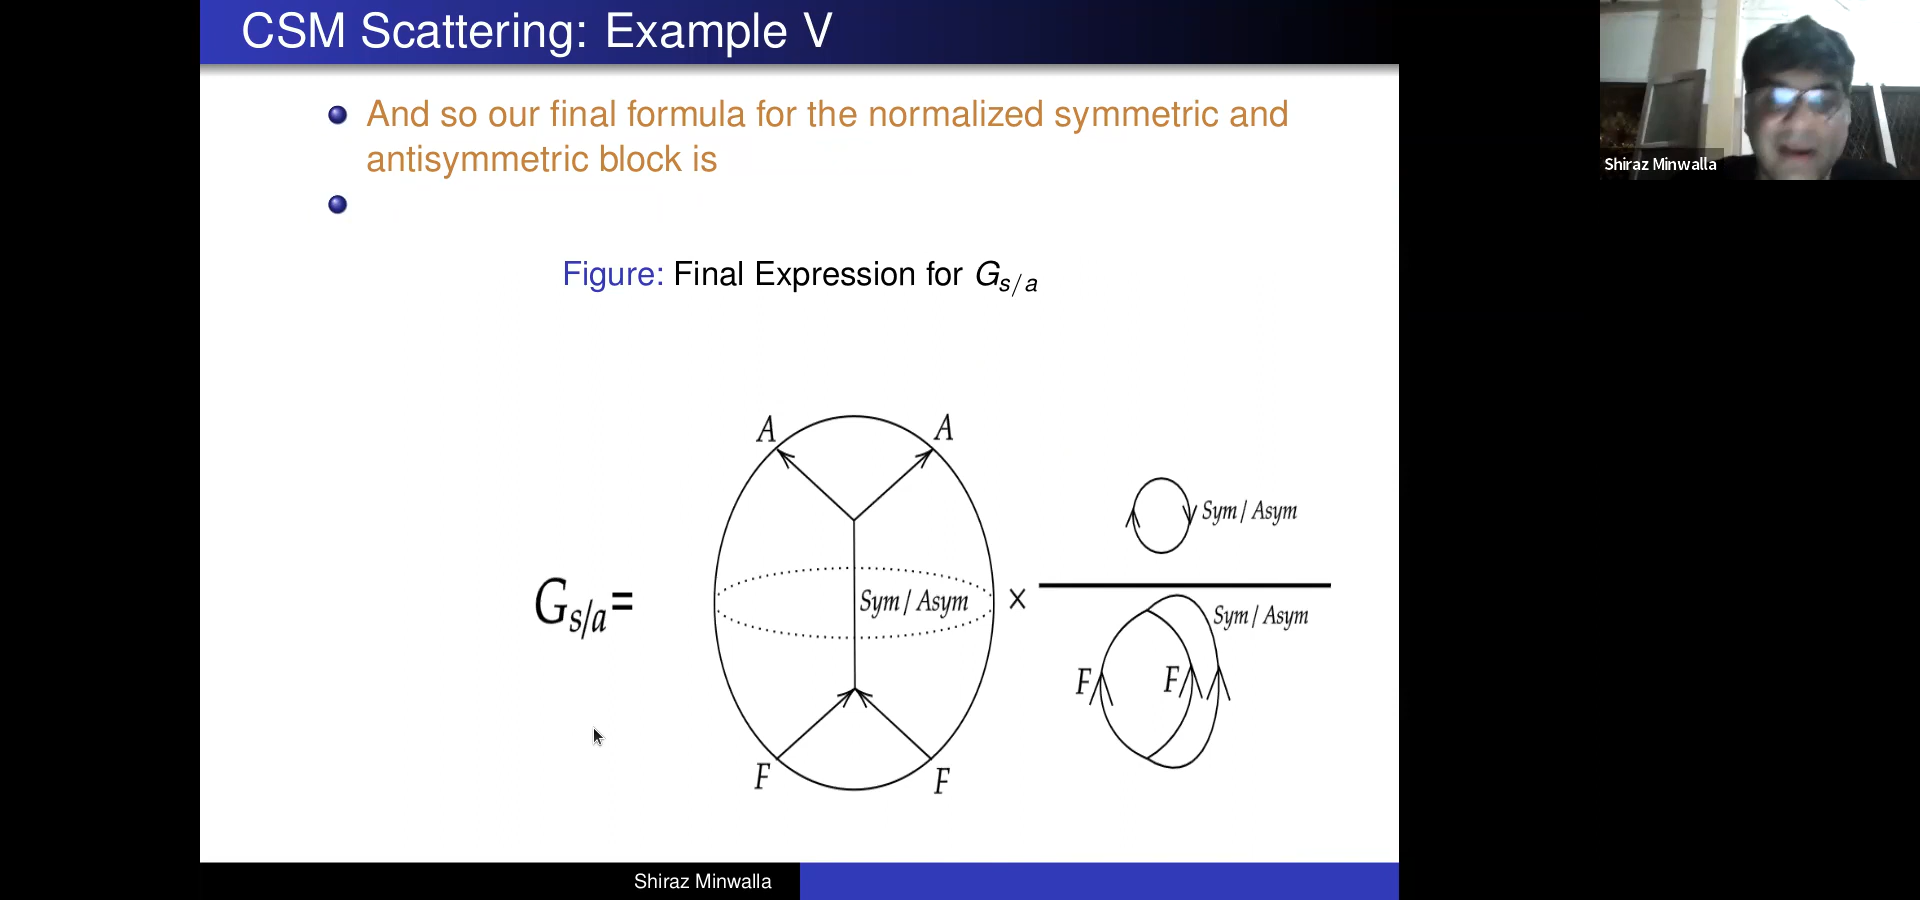 CSM Scattering: Example V
And so our final formula for the normalized symmetric and
antisymmetric block is
Figure: Final Expression for G_{s/a}
A A
Sym / Asym
G_{s/a}=
Sym / Asym
×
Sym / Asym
F F
F F
Shiraz Minwalla
Shiraz Minwalla